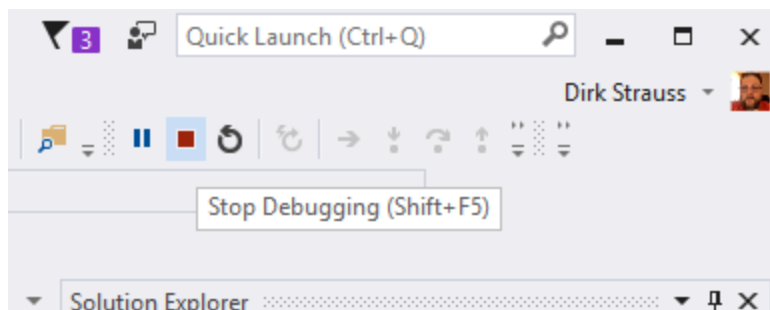 3 Quick Launch (Ctrl+Q)
Dirk Strauss
Stop Debugging (Shift+F5)
Solution Explorer